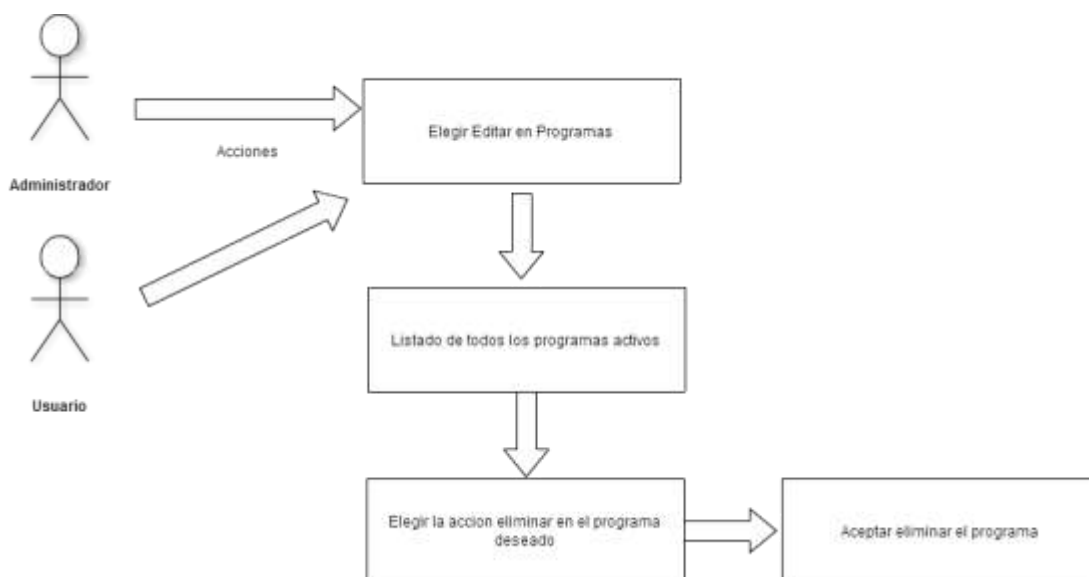 Elegir Editar en Programas
Acciones
Administrador
Listado de todos los programas activos
Usuario
Elegir la accion eliminar en el programa
deseado
Aceptar eliminar el programa